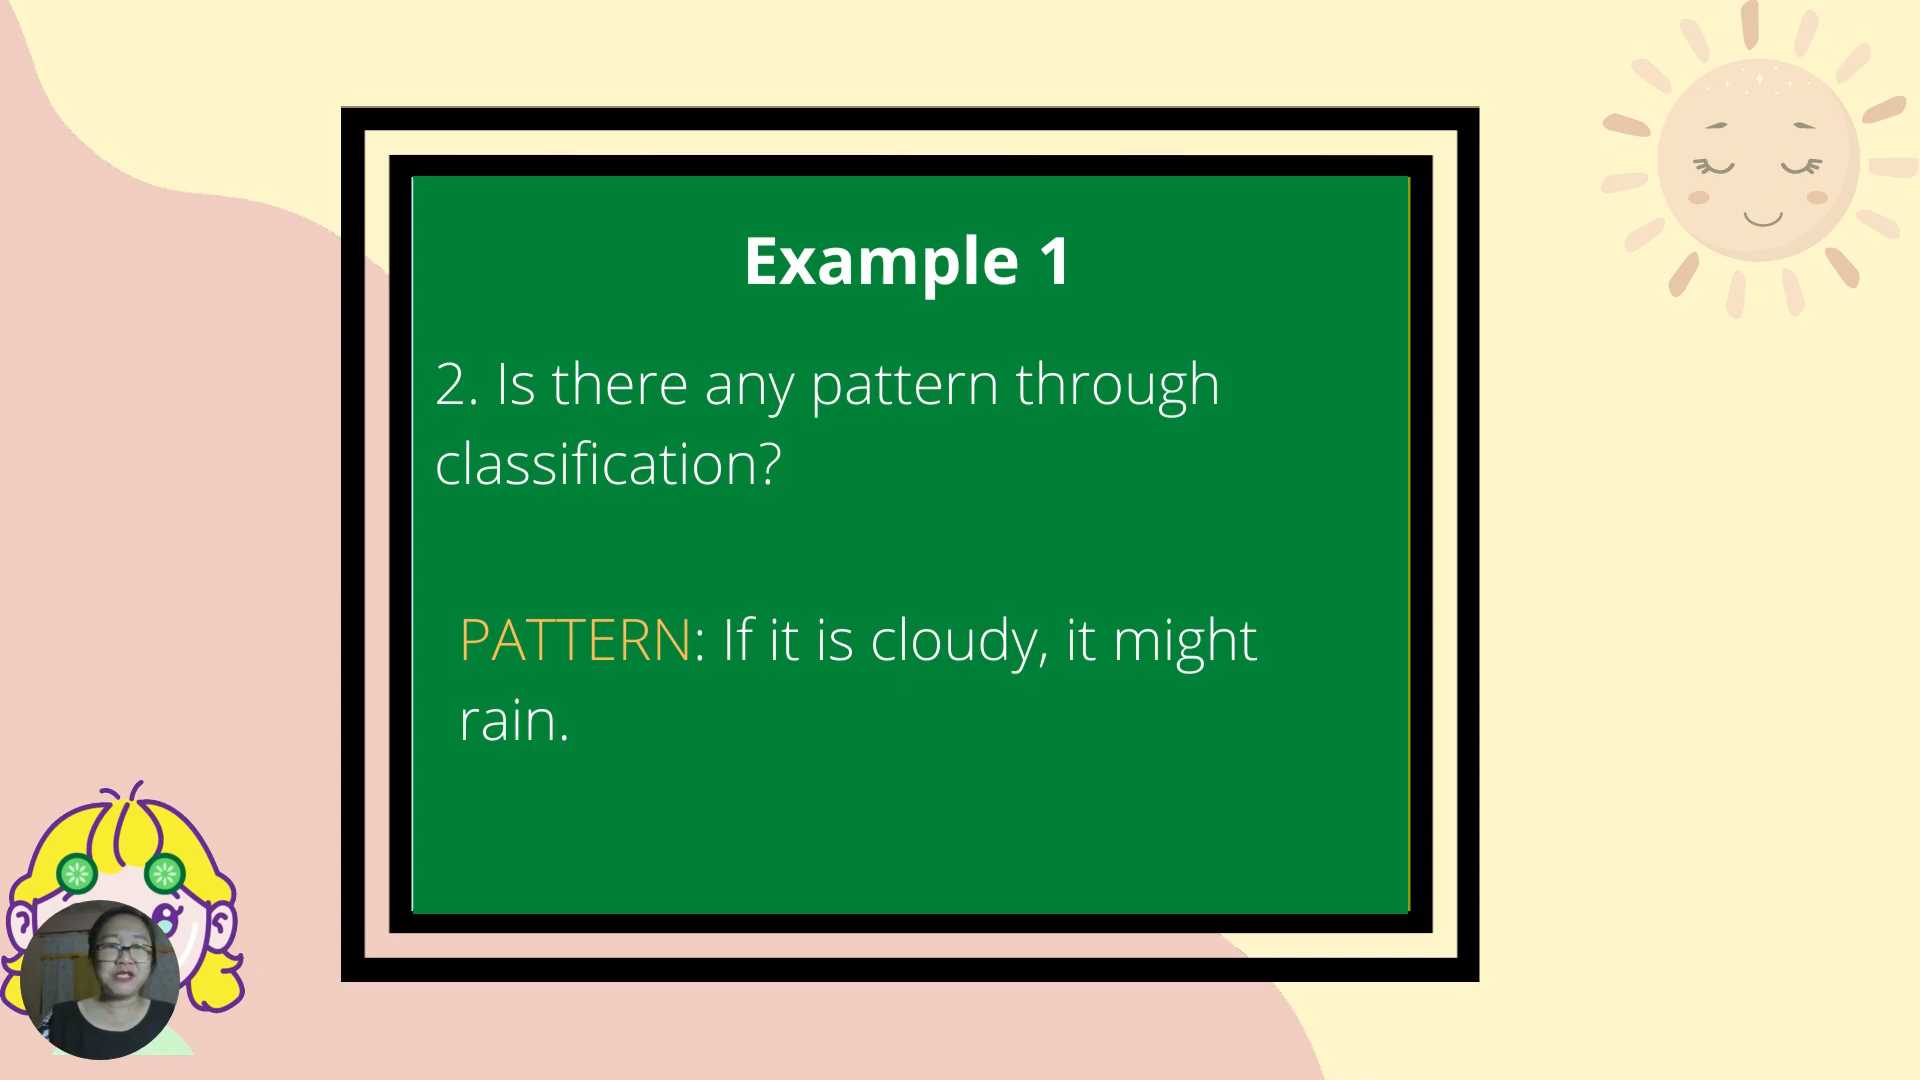 Example 1
2. Is there any pattern through
classification?
PATTERN: If it is cloudy, it might
rain.